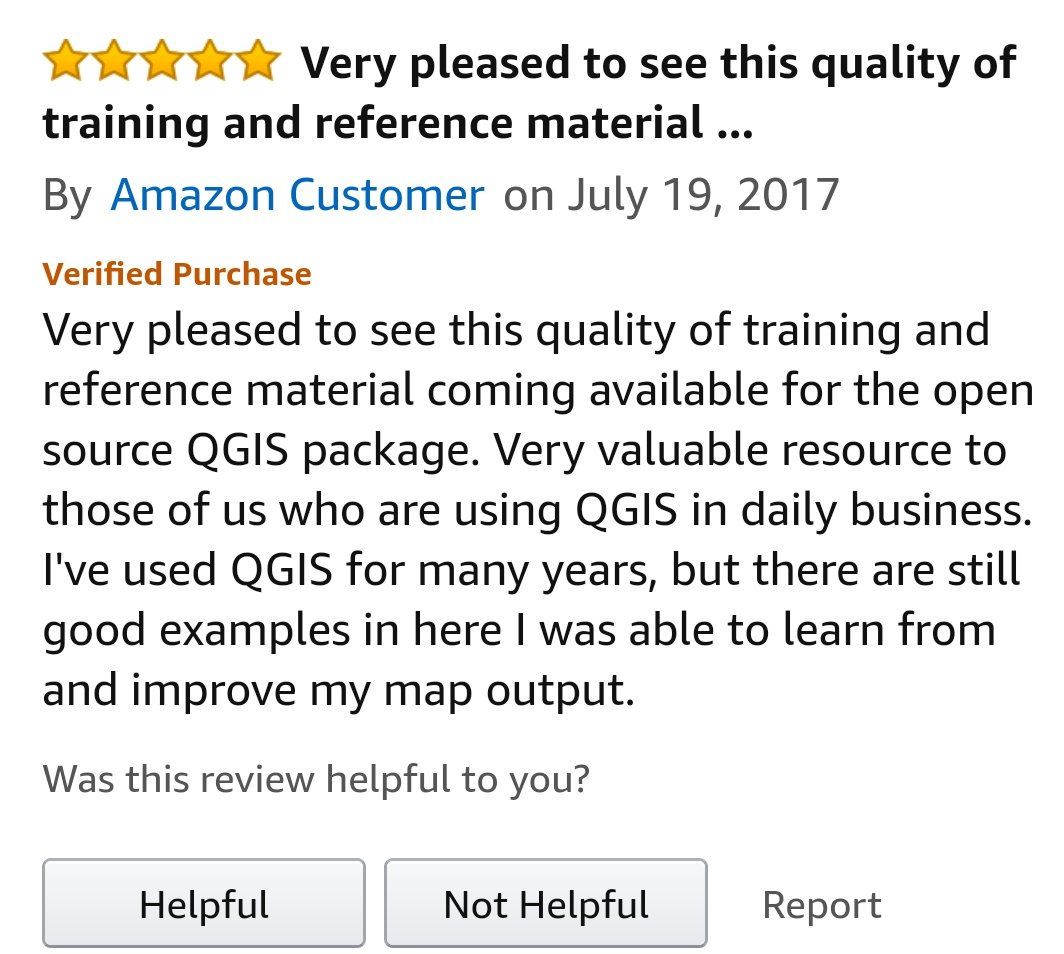 Very pleased to see this quality of
training and reference material ...
By Amazon Customer on July 19, 2017
Verified Purchase
Very pleased to see this quality of training and
reference material coming available for the open
source QGIS package. Very valuable resource to
those of us who are using QGIS in daily business.
I've used QGIS for many years, but there are still
good examples in here I was able to learn from
and improve my map output.
Was this review helpful to you?
Helpful Not Helpful Report